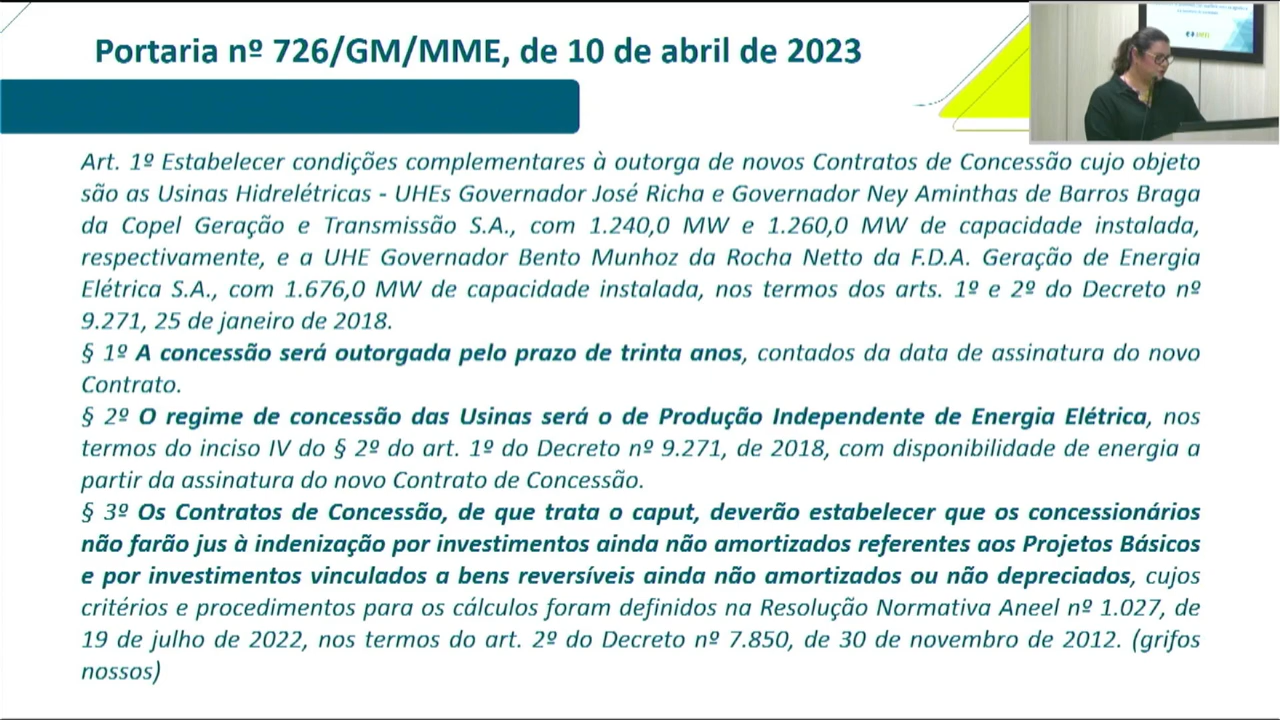 Portaria nº 726/GM/MME, de 10 de abril de 2023
Art. 1º Estabelecer condições complementares à outorga de novos Contratos de Concessão cujo objeto
são as Usinas Hidrelétricas - UHEs Governador José Richa e Governador Ney Aminthas de Barros Braga
da Copel Geração e Transmissão S.A., com 1.240,0 MW e 1.260,0 MW de capacidade instalada,
respectivamente, e a UHE Governador Bento Munhoz da Rocha Netto da F.D.A. Geração de Energia
Elétrica S.A., com 1.676,0 MW de capacidade instalada, nos termos dos arts. 1º e 2º do Decreto nº
9.271, 25 de janeiro de 2018.
§ 1º A concessão será outorgada pelo prazo de trinta anos, contados da data de assinatura do novo
Contrato.
§ 2º O regime de concessão das Usinas será o de Produção Independente de Energia Elétrica, nos
termos do inciso IV do § 2º do art. 1º do Decreto nº 9.271, de 2018, com disponibilidade de energia a
partir da assinatura do novo Contrato de Concessão.
§ 3º Os Contratos de Concessão, de que trata o caput, deverão estabelecer que os concessionários
não farão jus à indenização por investimentos ainda não amortizados referentes aos Projetos Básicos
e por investimentos vinculados a bens reversíveis ainda não amortizados ou não depreciados, cujos
critérios e procedimentos para os cálculos foram definidos na Resolução Normativa Aneel nº 1.027, de
19 de julho de 2022, nos termos do art. 2º do Decreto nº 7.850, de 30 de novembro de 2012. (grifos
nossos)